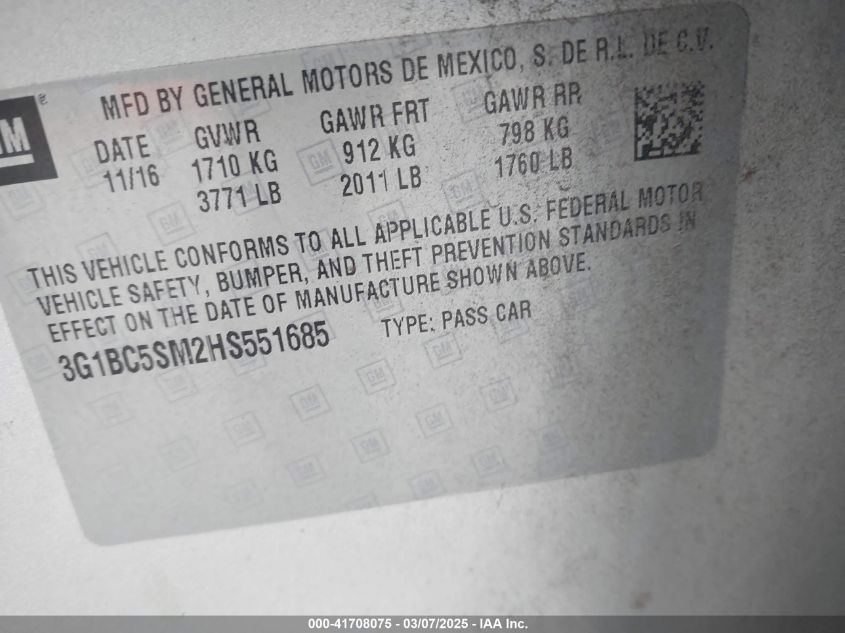 GM ®
MFD BY GENERAL MOTORS DE MEXICO, S. DE R.L. DE C.V.
DATE GVWR GAWR FRT GAWR RR
11/16 1710 KG 912 KG 798 KG
3771 LB 2011 LB 1760 LB
THIS VEHICLE CONFORMS TO ALL APPLICABLE U.S. FEDERAL MOTOR
VEHICLE SAFETY, BUMPER, AND THEFT PREVENTION STANDARDS IN
EFFECT ON THE DATE OF MANUFACTURE SHOWN ABOVE.
3G1BC5SM2HS551685 TYPE: PASS CAR
000-41708075 - 03/07/2025 - IAA Inc.